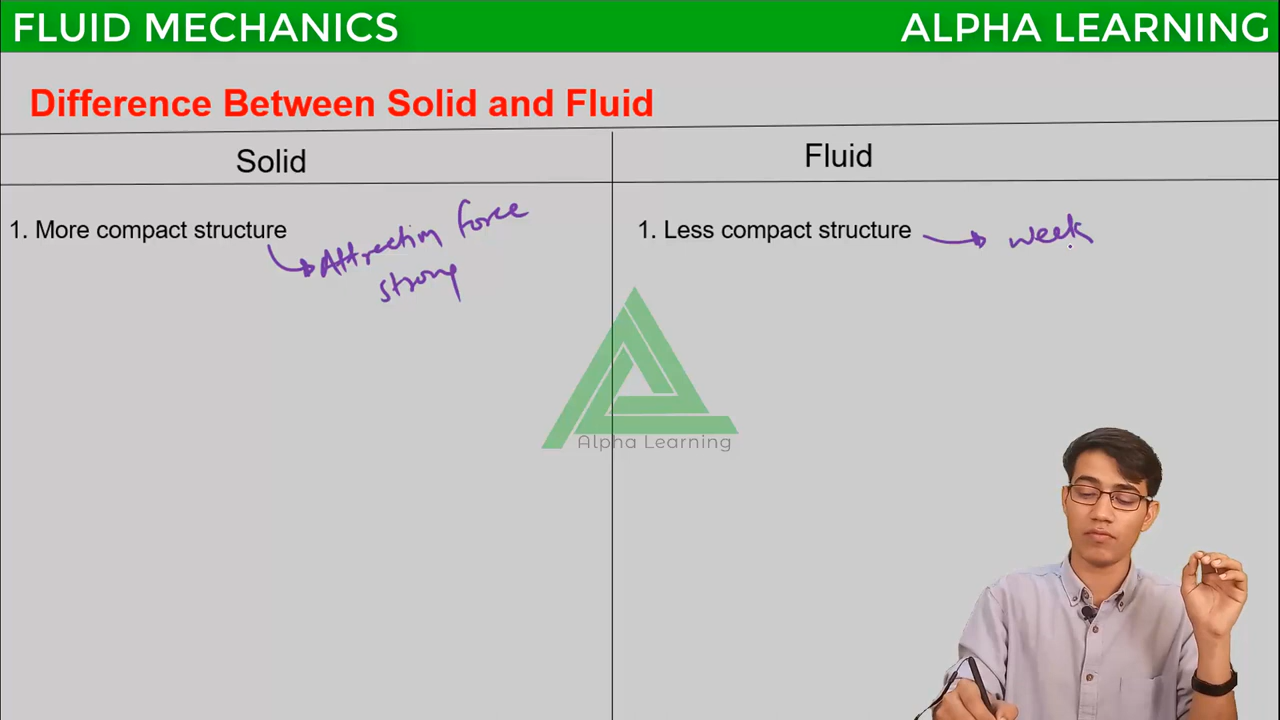 FLUID MECHANICS
ALPHA LEARNING
Difference Between Solid and Fluid
Solid
Fluid
1. More compact structure
Attraction force
strong
1. Less compact structure
week
Alpha Learning